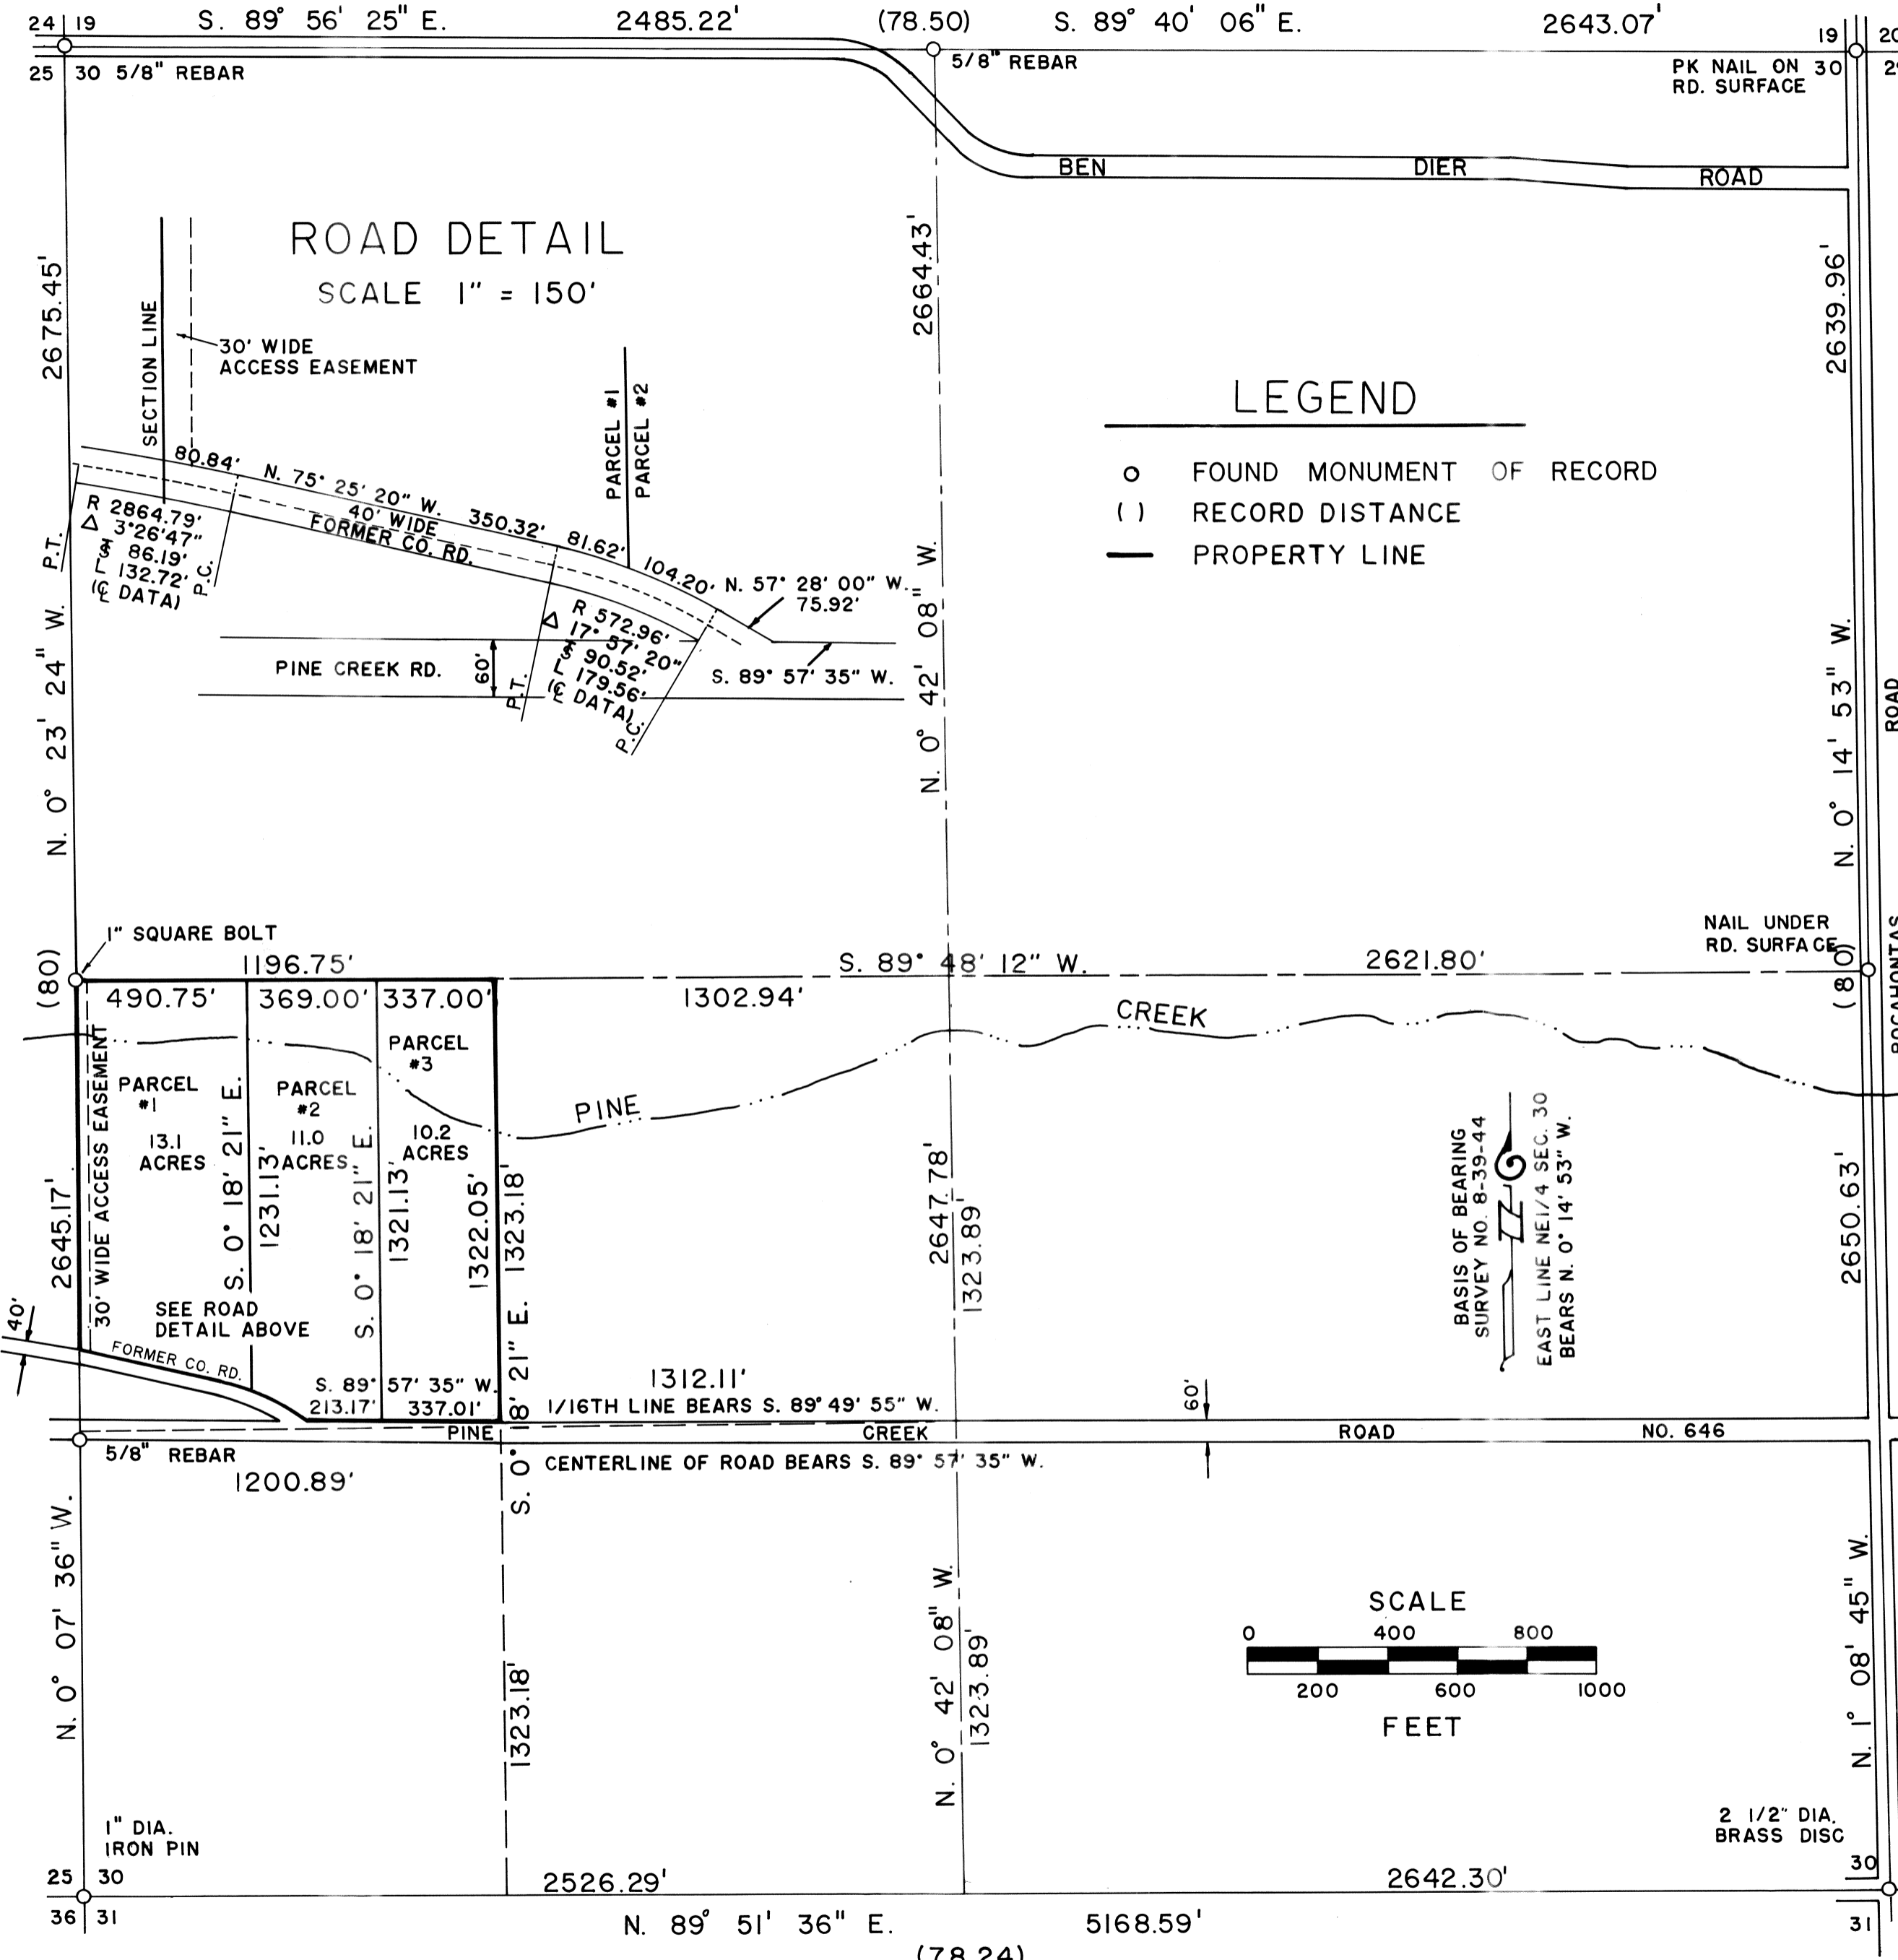 24 19 S. 89° 56' 25" E. 2485.22' (78.50) S. 89° 40' 06" E. 2643.07' 19 20
25 30 5/8" REBAR
5/8" REBAR
PK NAIL ON 30
RD. SURFACE
BEN DIER ROAD
ROAD DETAIL
SCALE 1" = 150'
2675.45'
N. 0° 23' 24" W.
2664.43'
N. 0° 42' 08" W.
2639.96'
N. 0° 14' 53" W.
SECTION LINE
30' WIDE
ACCESS EASEMENT
PARCEL #1
PARCEL #2
80.84' N. 75° 25' 20" W. 350.32' 81.62' 104.20' N. 57° 28' 00" W.
75.92'
40' WIDE
FORMER CO. RD.
P.T.
R 2864.79'
Δ 3°26'47"
86.19'
L 132.72'
(℄ DATA)
P.C.
R 572.96'
Δ 17° 57' 20"
90.52'
L 179.56'
(℄ DATA)
P.T.
P.C.
PINE CREEK RD.
60'
S. 89° 57' 35" W.
LEGEND
FOUND MONUMENT OF RECORD
( ) RECORD DISTANCE
PROPERTY LINE
ROAD
POCAHONTAS
NAIL UNDER
RD. SURFACE
(80)
1" SQUARE BOLT
(80)
1196.75' S. 89° 48' 12" W. 2621.80'
490.75' 369.00' 337.00' 1302.94'
PINE CREEK
30' WIDE ACCESS EASEMENT
PARCEL
#1
13.1
ACRES
S. 0° 18' 21" E.
1231.13'
PARCEL
#2
11.0
ACRES
S. 0° 18' 21" E.
1321.13'
PARCEL
#3
10.2
ACRES
1322.05'
S. 0° 18' 21" E. 1323.18'
2645.17'
N. 0° 07' 36" W.
2647.78'
1323.89'
BASIS OF BEARING
SURVEY NO. 8-39-44
EAST LINE NE1/4 SEC. 30
BEARS N. 0° 14' 53" W.
2650.63'
N. 1° 08' 45" W.
SEE ROAD
DETAIL ABOVE
40'
FORMER CO. RD.
S. 89° 57' 35" W.
213.17' 337.01'
1312.11'
1/16TH LINE BEARS S. 89° 49' 55" W.
60'
PINE CREEK ROAD NO. 646
5/8" REBAR
1200.89'
CENTERLINE OF ROAD BEARS S. 89° 57' 35" W.
1323.18'
N. 0° 42' 08" W.
1323.89'
SCALE
0 400 800
200 600 1000
FEET
1" DIA.
IRON PIN
2 1/2" DIA.
BRASS DISC
25 30
2526.29' 2642.30'
30
36 31
N. 89° 51' 36" E. 5168.59'
31
(78.24)